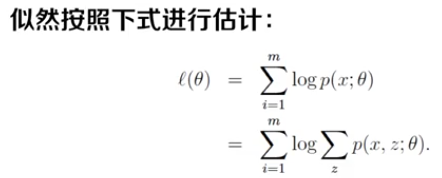 似然按照下式进行估计：
ℓ(θ) = ∑_{i=1}^{m} log p(x; θ)
= ∑_{i=1}^{m} log ∑_{z} p(x, z; θ).